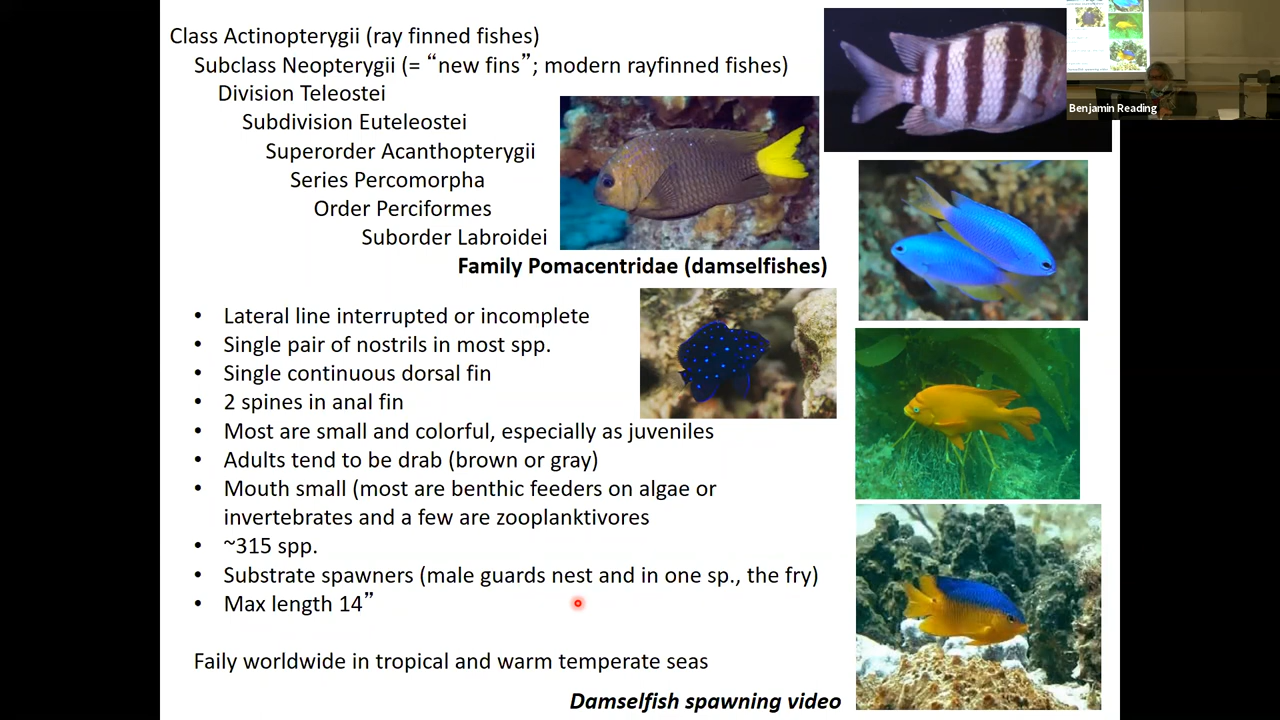 Class Actinopterygii (ray finned fishes)
Subclass Neopterygii (= “new fins”; modern rayfinned fishes)
Division Teleostei
Subdivision Euteleostei
Superorder Acanthopterygii
Series Percomorpha
Order Perciformes
Suborder Labroidei
Family Pomacentridae (damselfishes)
• Lateral line interrupted or incomplete
• Single pair of nostrils in most spp.
• Single continuous dorsal fin
• 2 spines in anal fin
• Most are small and colorful, especially as juveniles
• Adults tend to be drab (brown or gray)
• Mouth small (most are benthic feeders on algae or
invertebrates and a few are zooplanktivores
• ~315 spp.
• Substrate spawners (male guards nest and in one sp., the fry)
• Max length 14”
Faily worldwide in tropical and warm temperate seas
Damselfish spawning video
Benjamin Reading